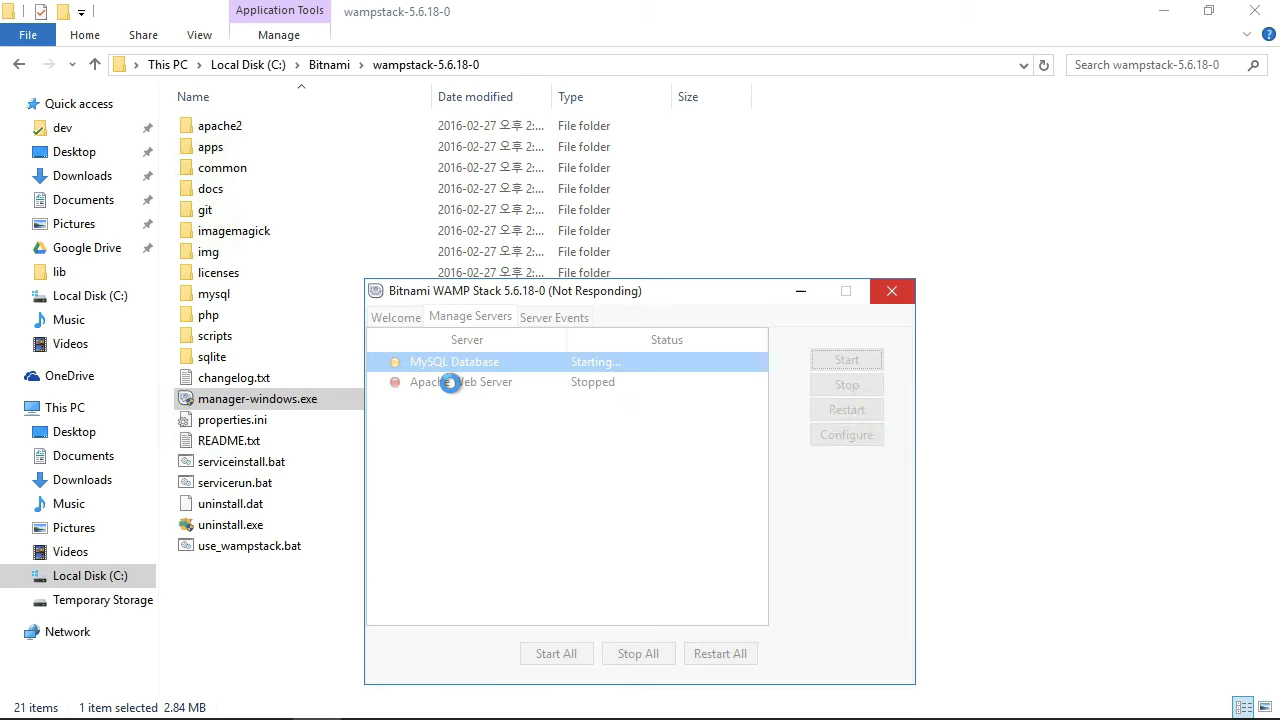 Application Tools wampstack-5.6.18-0
File Home Share View Manage
This PC Local Disk (C:) Bitnami wampstack-5.6.18-0 Search wampstack-5.6.18-0
Name Date modified Type Size
Quick access
dev
Desktop
Downloads
Documents
Pictures
Google Drive
lib
Local Disk (C:)
Music
Videos
OneDrive
This PC
Desktop
Documents
Downloads
Music
Pictures
Videos
Local Disk (C:)
Temporary Storage
Network
apache2 2016-02-27 오후 2:... File folder
apps 2016-02-27 오후 2:... File folder
common 2016-02-27 오후 2:... File folder
docs 2016-02-27 오후 2:... File folder
git 2016-02-27 오후 2:... File folder
imagemagick 2016-02-27 오후 2:... File folder
img 2016-02-27 오후 2:... File folder
licenses 2016-02-27 오후 2:... File folder
mysql
php
scripts
sqlite
changelog.txt
manager-windows.exe
properties.ini
README.txt
serviceinstall.bat
servicerun.bat
uninstall.dat
uninstall.exe
use_wampstack.bat
Bitnami WAMP Stack 5.6.18-0 (Not Responding)
Welcome Manage Servers Server Events
Server Status
MySQL Database Starting...
Apache Web Server Stopped
Start
Stop
Restart
Configure
Start All Stop All Restart All
21 items 1 item selected 2.84 MB